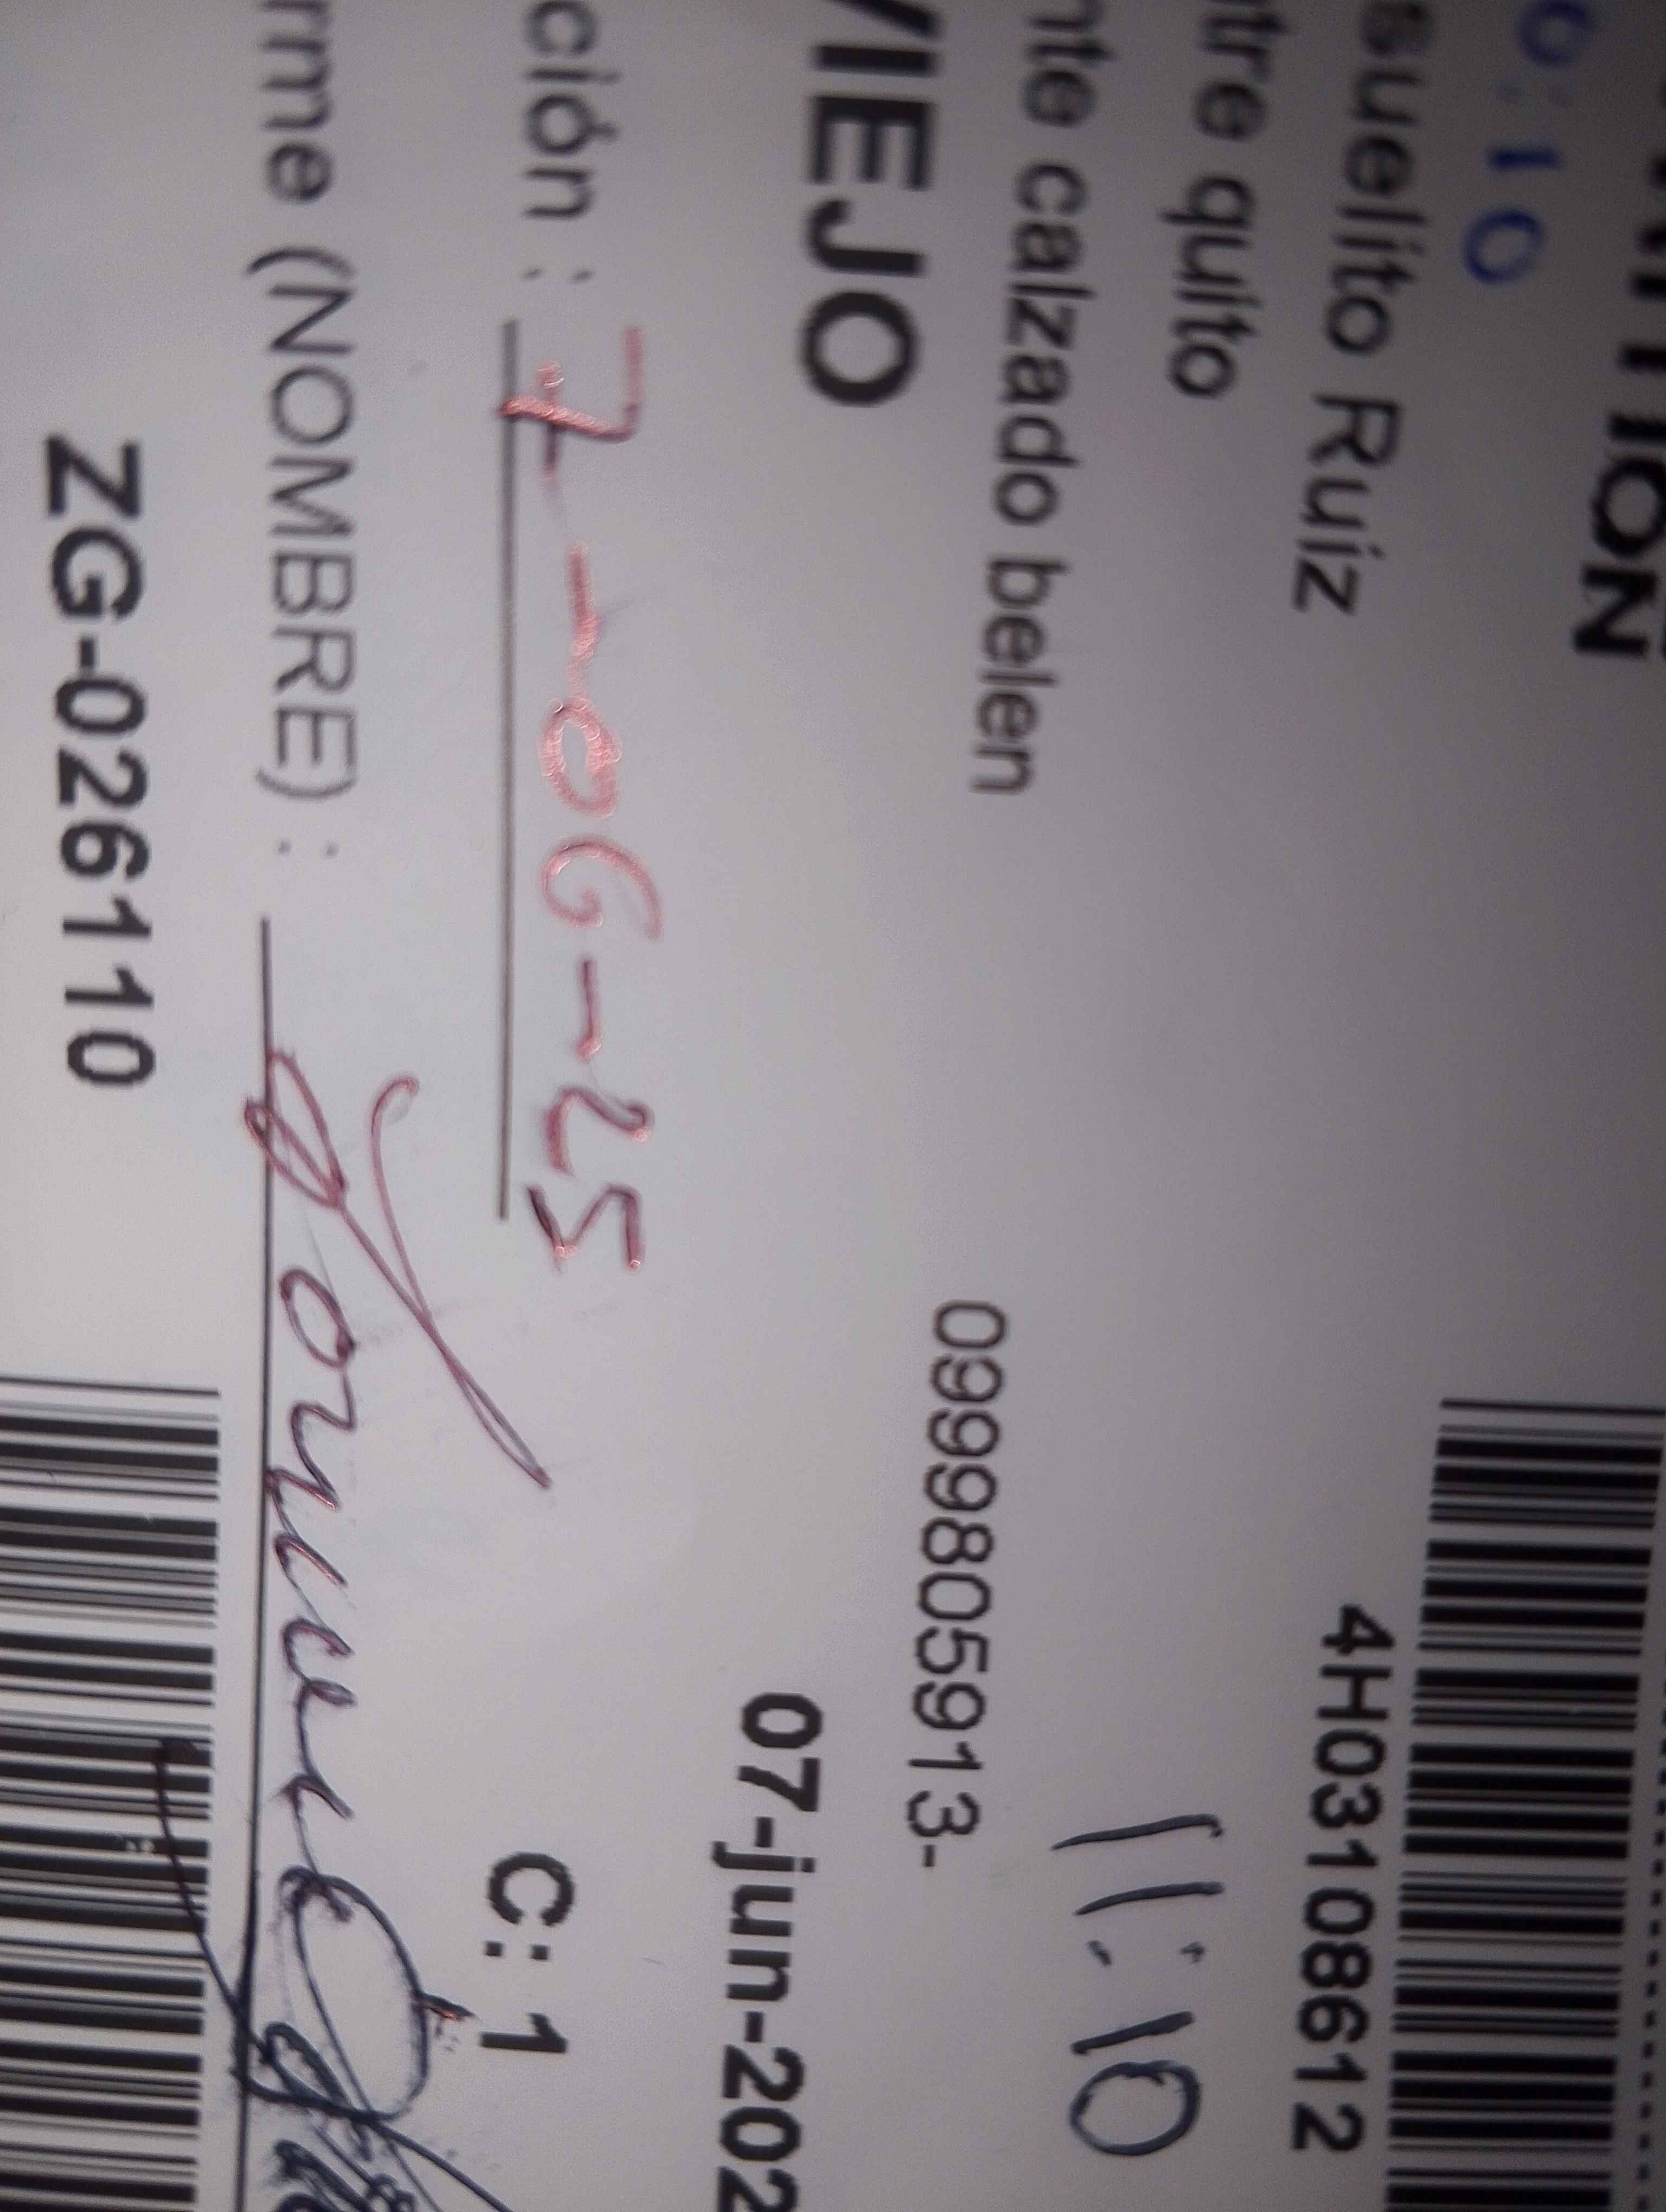 ION
0:10
suelito Ruiz
4H03108612
tre quito
11:10
nte calzado belen
0999805913-
VIEJO
07-jun-202
ción : 7-06-25
C: 1
rme (NOMBRE) :
ZG-026110